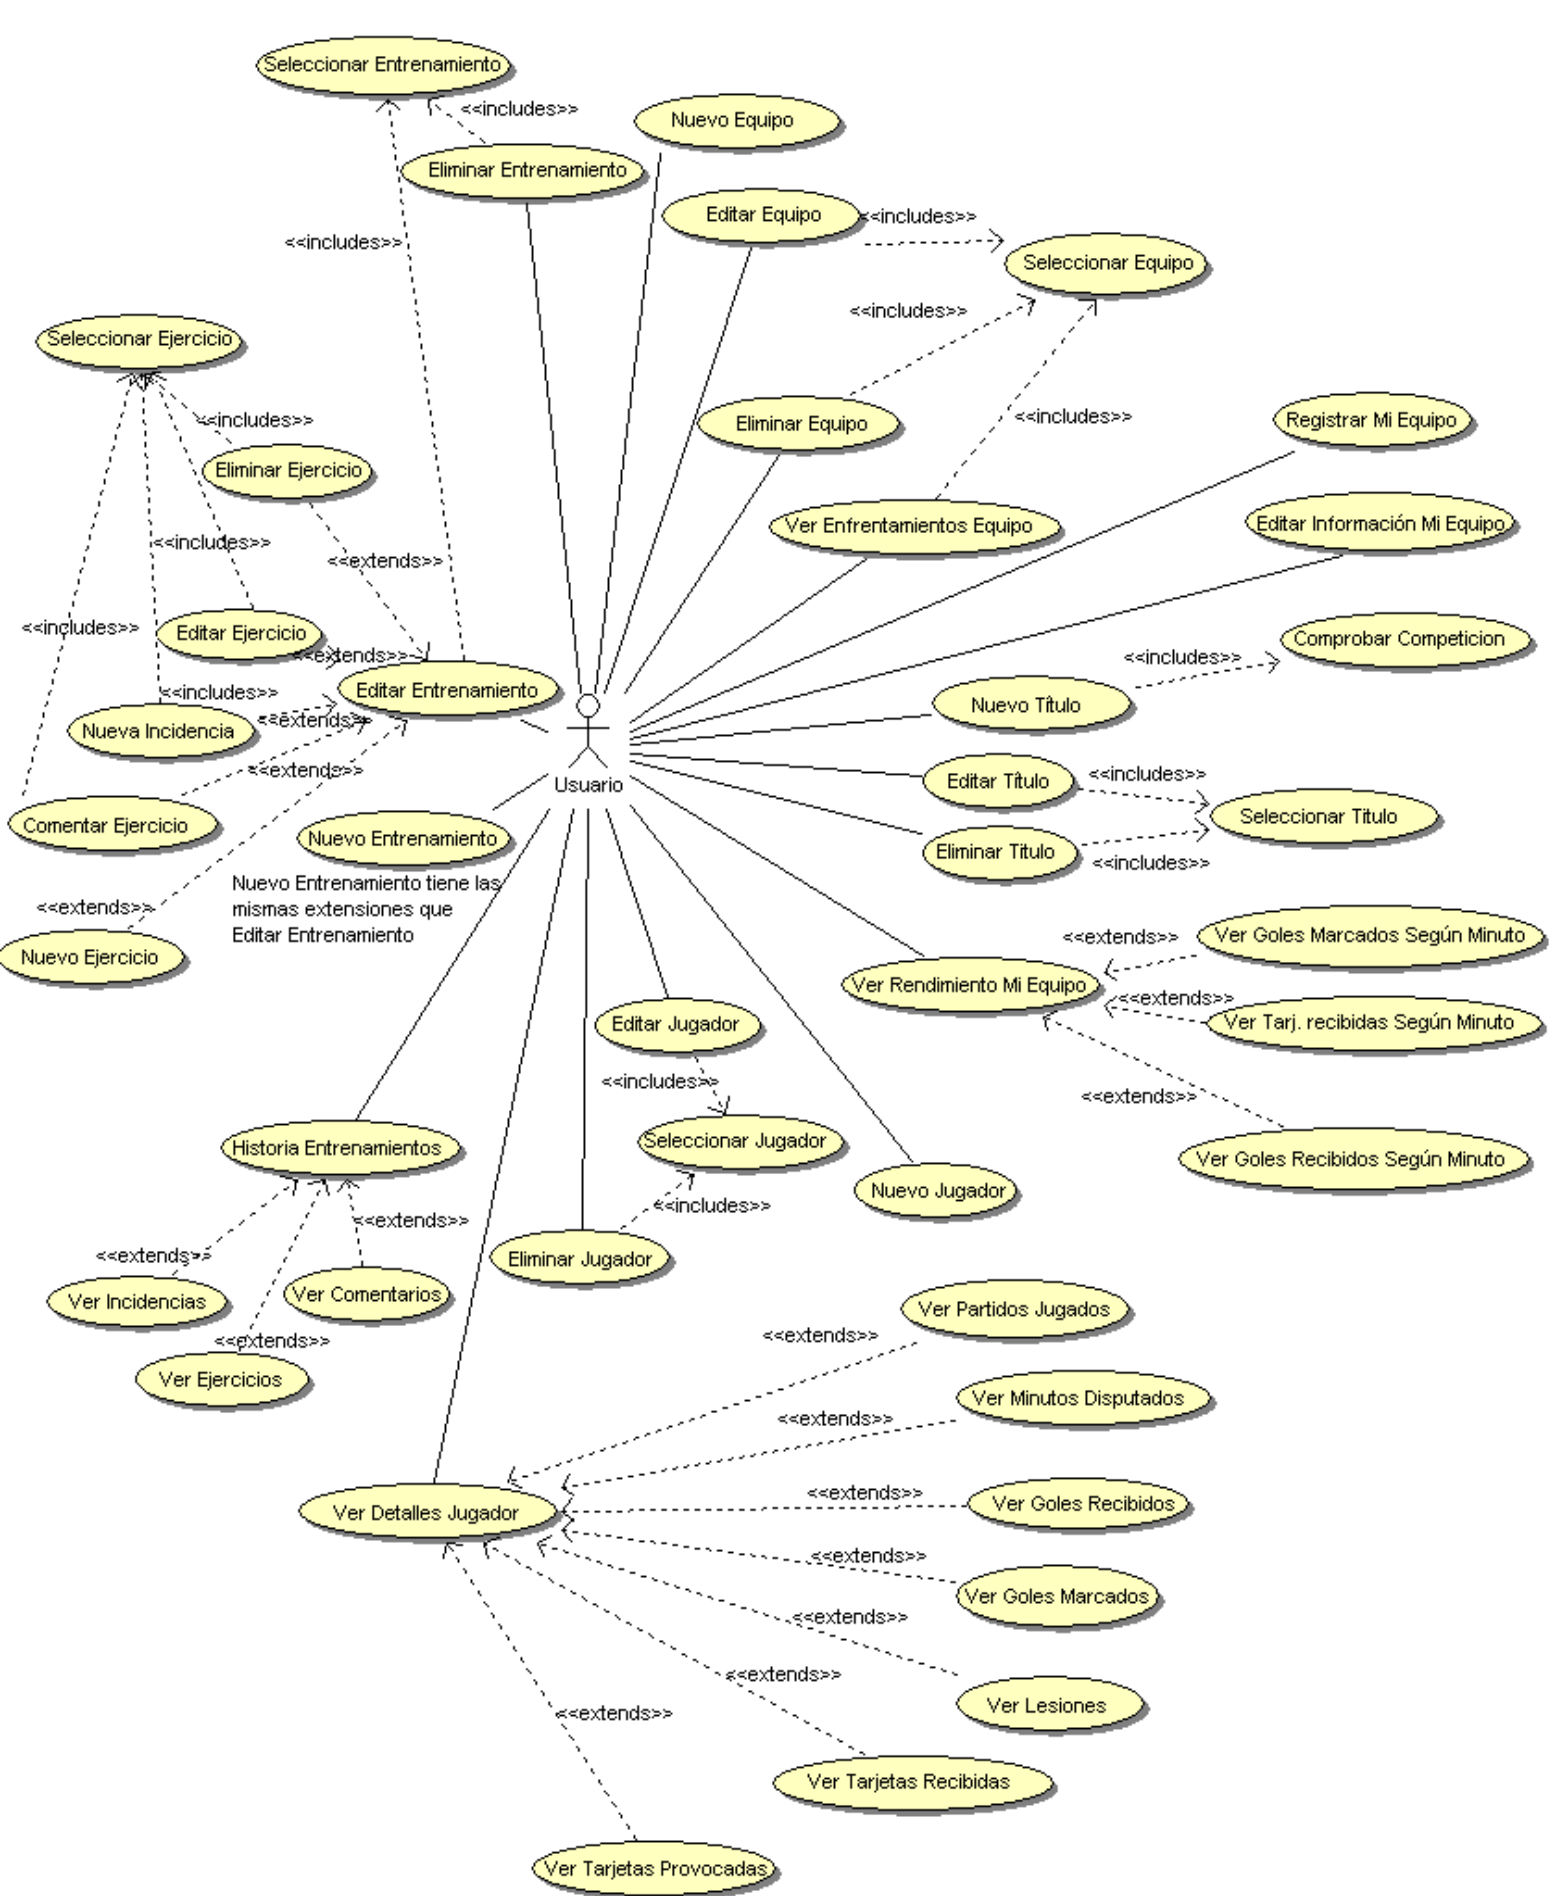 Seleccionar Entrenamiento
<<includes>>
Nuevo Equipo
Eliminar Entrenamiento
Editar Equipo
<<includes>>
<<includes>>
Seleccionar Equipo
<<includes>>
Seleccionar Ejercicio
<<includes>>
Eliminar Equipo
<<includes>>
Registrar Mi Equipo
Eliminar Ejercicio
Ver Enfrentamientos Equipo
Editar Información Mi Equipo
<<includes>>
<<extends>>
<<includes>>
Editar Ejercicio
Comprobar Competicion
<<extends>>
<<includes>>
Editar Entrenamiento
<<includes>>
Nuevo Título
<<extends>>
Nueva Incidencia
<<extends>>
Usuario
Editar Título
<<includes>>
Seleccionar Titulo
Comentar Ejercicio
Nuevo Entrenamiento
Eliminar Titulo
<<includes>>
Nuevo Entrenamiento tiene las
mismas extensiones que
Editar Entrenamiento
<<extends>>
Nuevo Ejercicio
<<extends>>
Ver Goles Marcados Según Minuto
Ver Rendimiento Mi Equipo
<<extends>>
Ver Tarj. recibidas Según Minuto
Editar Jugador
<<includes>>
<<extends>>
Historia Entrenamientos
Seleccionar Jugador
Ver Goles Recibidos Según Minuto
Nuevo Jugador
<<includes>>
<<extends>>
<<extends>>
Eliminar Jugador
Ver Incidencias
Ver Comentarios
Ver Partidos Jugados
<<extends>>
<<extends>>
Ver Ejercicios
Ver Minutos Disputados
<<extends>>
<<extends>>
Ver Goles Recibidos
Ver Detalles Jugador
<<extends>>
Ver Goles Marcados
<<extends>>
<<extends>>
Ver Lesiones
<<extends>>
Ver Tarjetas Recibidas
Ver Tarjetas Provocadas